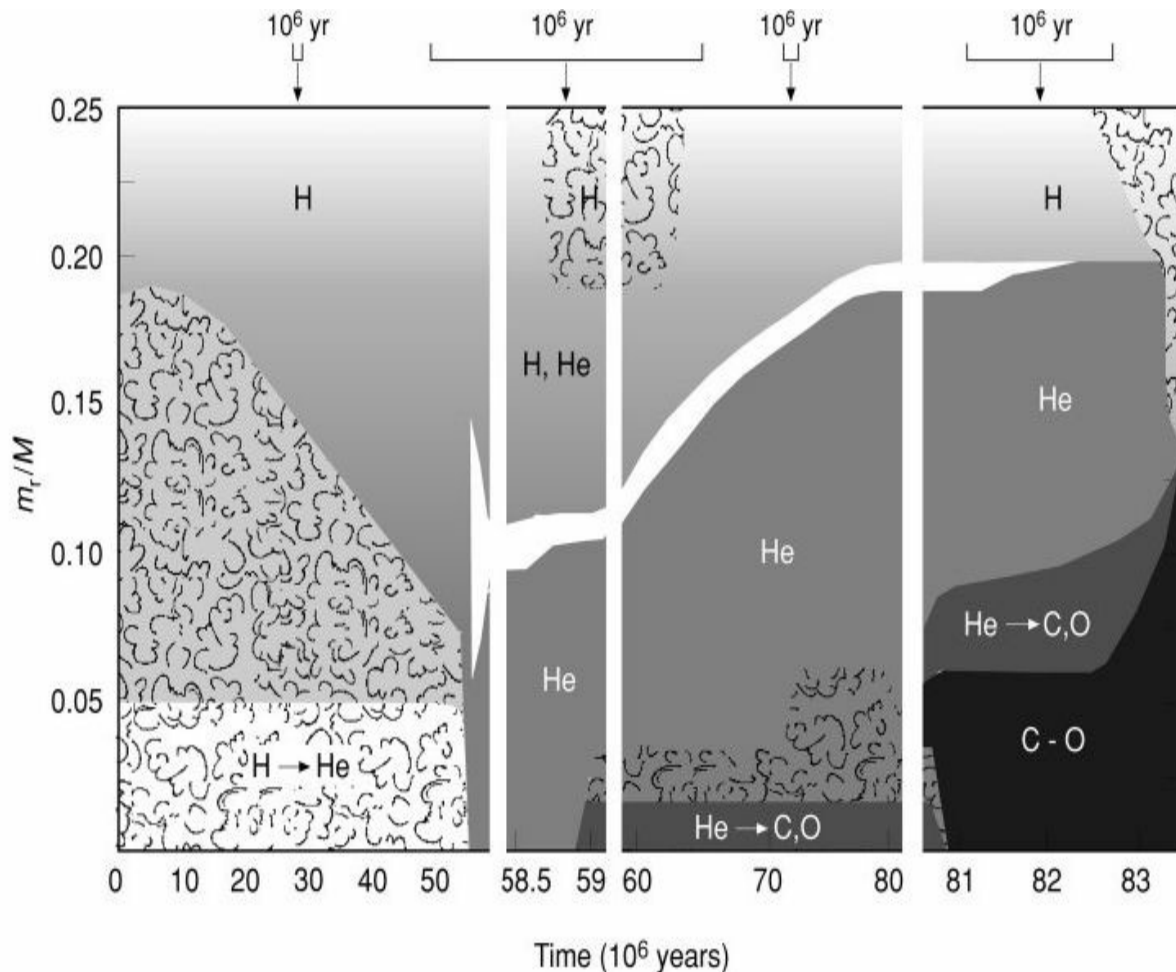 10⁶ yr 10⁶ yr 10⁶ yr 10⁶ yr
0.25
H H H
0.20
H, He
He
0.15
mᵣ/M
0.10
He
He → C,O
He
0.05
C - O
H → He
He → C,O
0 10 20 30 40 50 58.5 59 60 70 80 81 82 83
Time (10⁶ years)